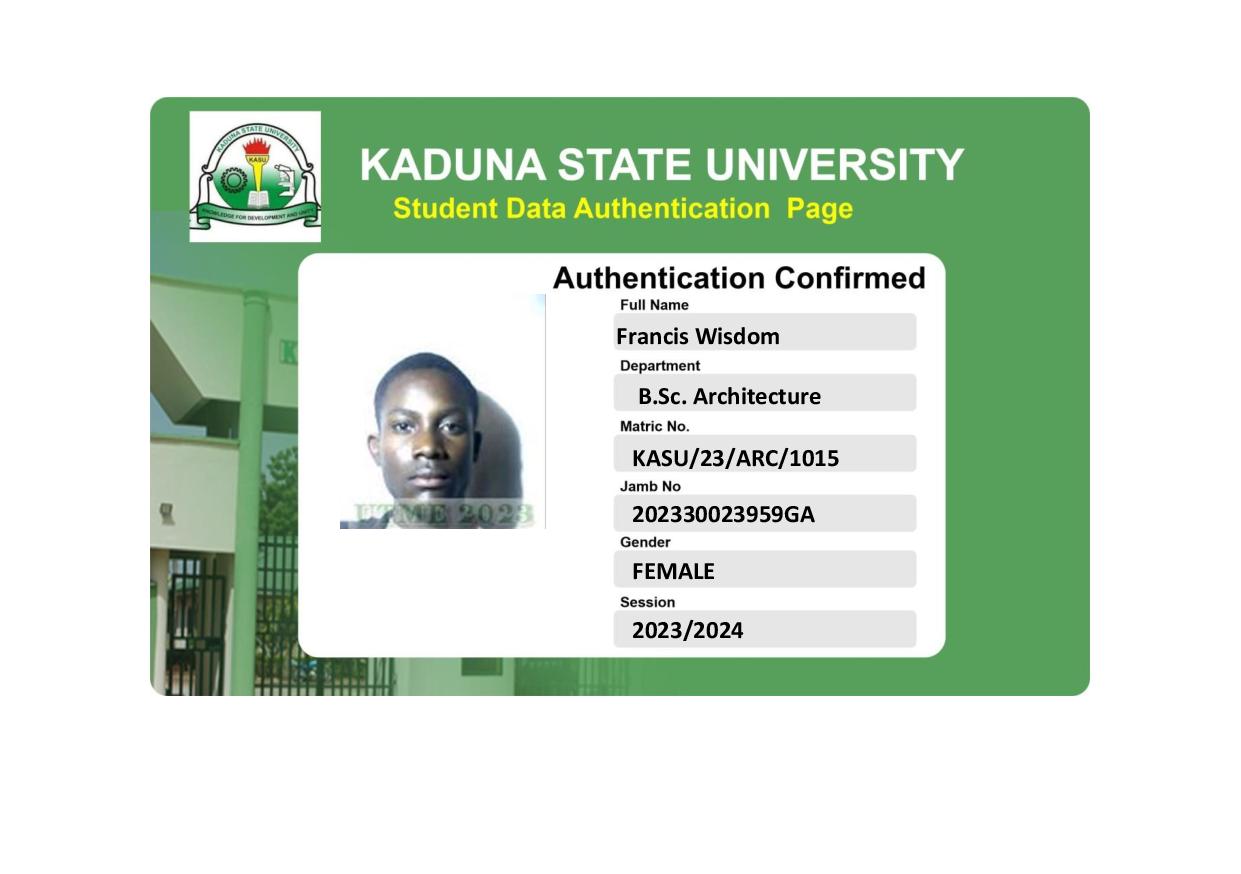 KADUNA STATE UNIVERSITY
KASU
KNOWLEDGE FOR DEVELOPMENT AND UNITY
KADUNA STATE UNIVERSITY
Student Data Authentication Page
Authentication Confirmed
Full Name
Francis Wisdom
Department
B.Sc. Architecture
Matric No.
KASU/23/ARC/1015
Jamb No
202330023959GA
Gender
FEMALE
Session
2023/2024
UTME 2023
K